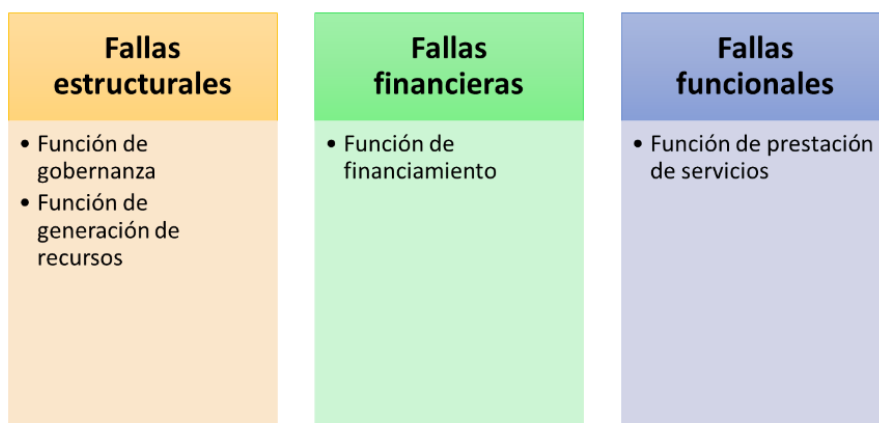 Fallas
estructurales
• Función de
gobernanza
• Función de
generación de
recursos
Fallas
financieras
• Función de
financiamiento
Fallas
funcionales
• Función de prestación
de servicios